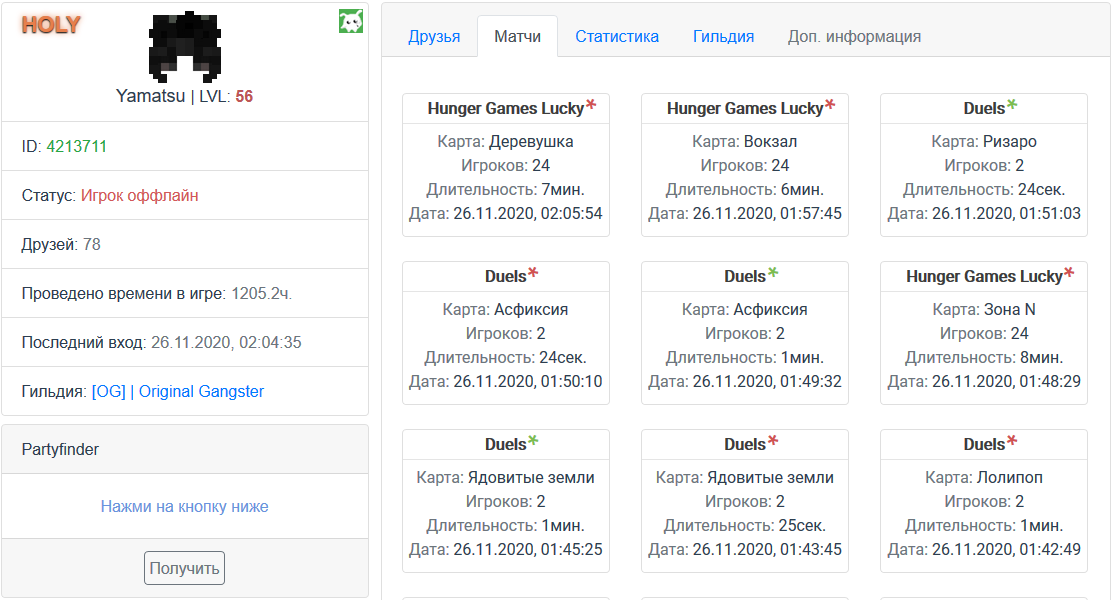 HOLY
Yamatsu | LVL: 56
ID: 4213711
Статус: Игрок оффлайн
Друзей: 78
Проведено времени в игре: 1205.2ч.
Последний вход: 26.11.2020, 02:04:35
Гильдия: [OG] | Original Gangster
Partyfinder
Нажми на кнопку ниже
Получить
Друзья Матчи Статистика Гильдия Доп. информация
Hunger Games Lucky*
Карта: Деревушка
Игроков: 24
Длительность: 7мин.
Дата: 26.11.2020, 02:05:54
Hunger Games Lucky*
Карта: Вокзал
Игроков: 24
Длительность: 6мин.
Дата: 26.11.2020, 01:57:45
Duels*
Карта: Ризаро
Игроков: 2
Длительность: 24сек.
Дата: 26.11.2020, 01:51:03
Duels*
Карта: Асфиксия
Игроков: 2
Длительность: 24сек.
Дата: 26.11.2020, 01:50:10
Duels*
Карта: Асфиксия
Игроков: 2
Длительность: 1мин.
Дата: 26.11.2020, 01:49:32
Hunger Games Lucky*
Карта: Зона N
Игроков: 24
Длительность: 8мин.
Дата: 26.11.2020, 01:48:29
Duels*
Карта: Ядовитые земли
Игроков: 2
Длительность: 1мин.
Дата: 26.11.2020, 01:45:25
Duels*
Карта: Ядовитые земли
Игроков: 2
Длительность: 25сек.
Дата: 26.11.2020, 01:43:45
Duels*
Карта: Лолипоп
Игроков: 2
Длительность: 1мин.
Дата: 26.11.2020, 01:42:49